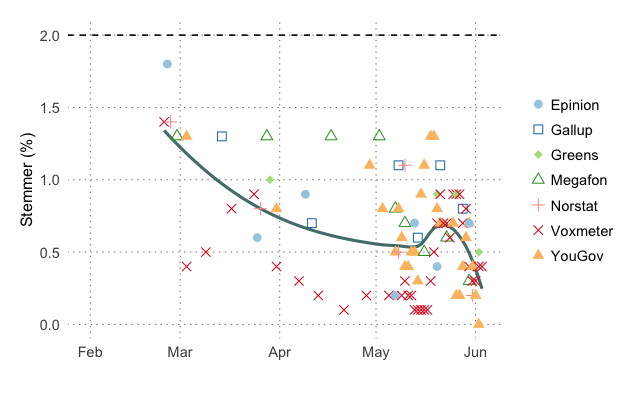 2.0
1.5
1.0
0.5
0.0
Stemmer (%)
Feb Mar Apr May Jun
Epinion
Gallup
Greens
Megafon
Norstat
Voxmeter
YouGov